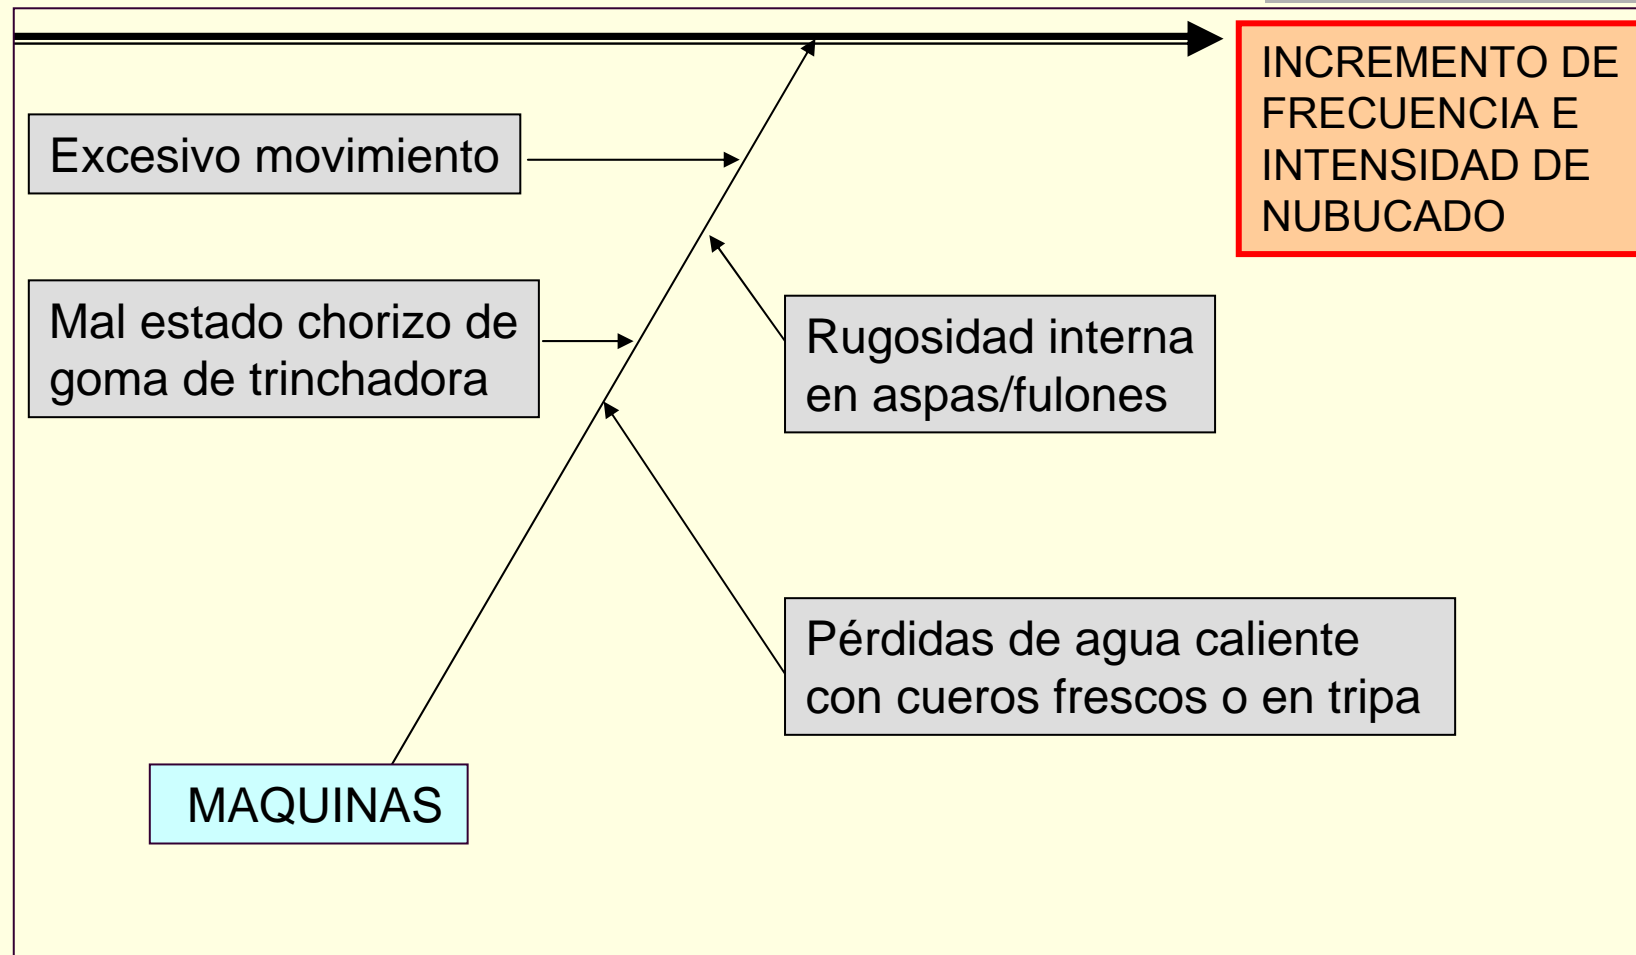 INCREMENTO DE
FRECUENCIA E
INTENSIDAD DE
NUBUCADO
Excesivo movimiento
Mal estado chorizo de
goma de trinchadora
Rugosidad interna
en aspas/fulones
Pérdidas de agua caliente
con cueros frescos o en tripa
MAQUINAS